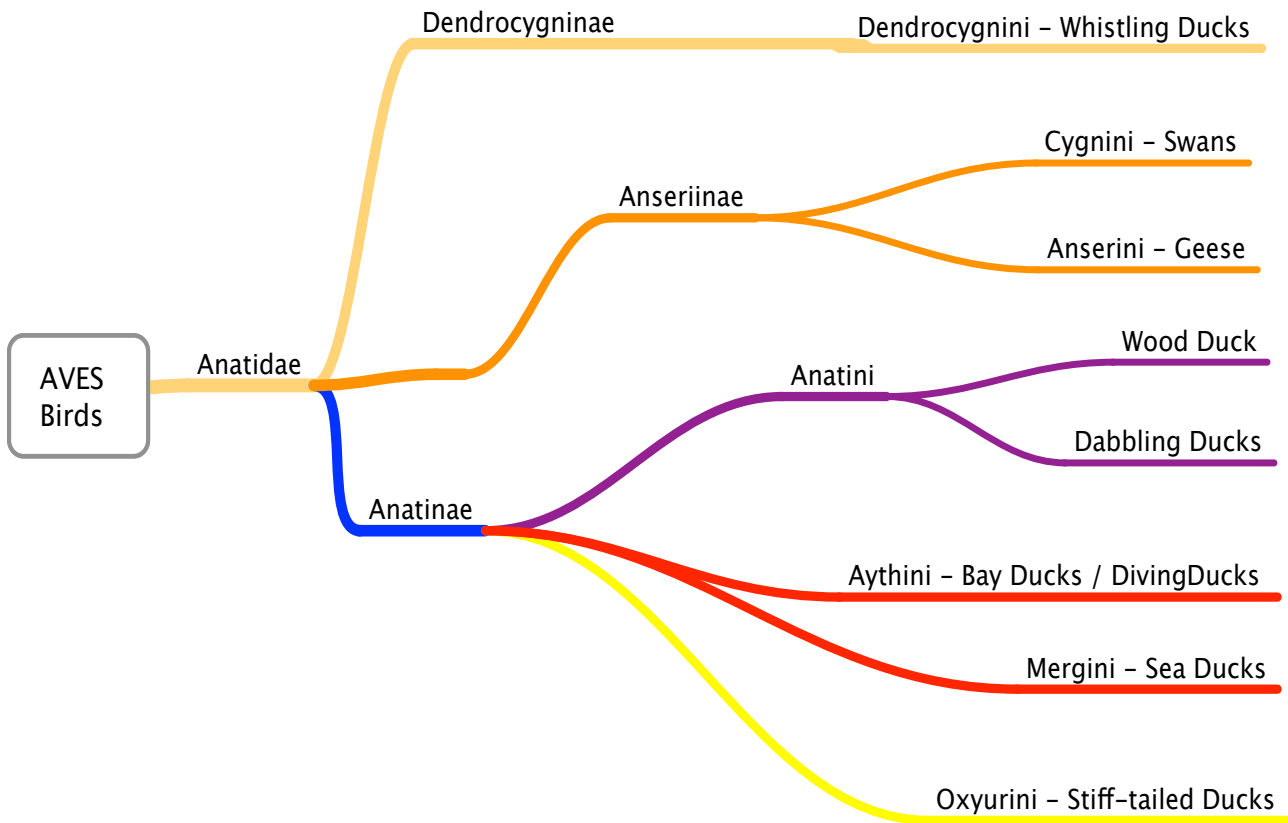 Dendrocygninae
Dendrocygnini – Whistling Ducks
Cygnini – Swans
Anseriinae
Anserini – Geese
Wood Duck
Anatidae
AVES
Birds
Anatini
Dabbling Ducks
Anatinae
Aythini – Bay Ducks / DivingDucks
Mergini – Sea Ducks
Oxyurini – Stiff-tailed Ducks